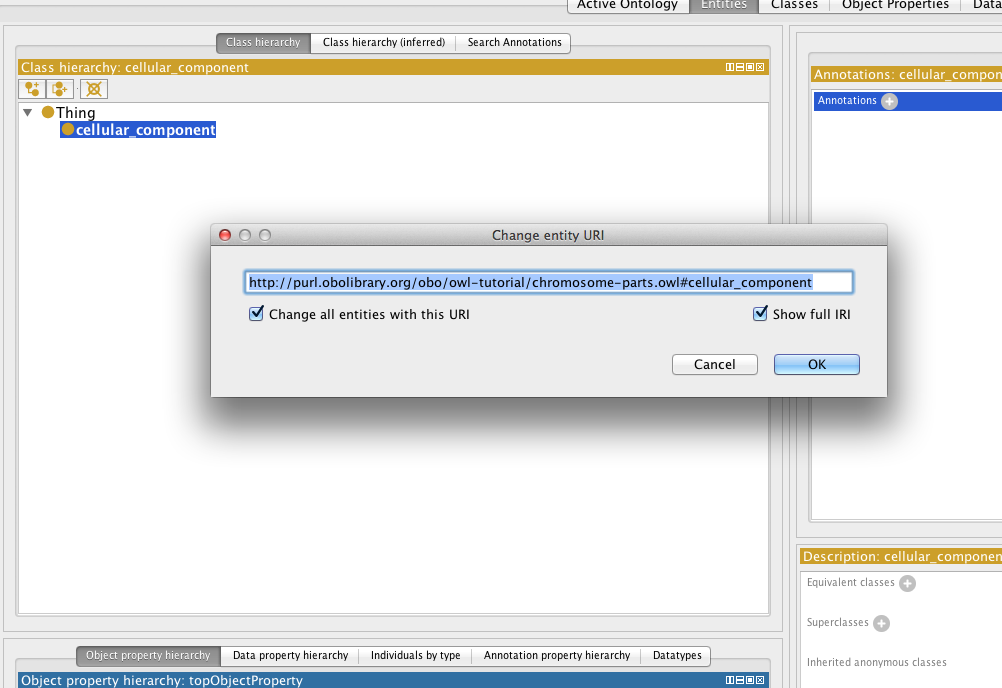 Active Ontology Entities Classes Object Properties Data
Class hierarchy Class hierarchy (inferred) Search Annotations
Class hierarchy: cellular_component
Thing
cellular_component
Annotations: cellular_compon
Annotations
Change entity URI
http://purl.obolibrary.org/obo/owl-tutorial/chromosome-parts.owl#cellular_component
Change all entities with this URI Show full IRI
Cancel OK
Description: cellular_componen
Equivalent classes
Superclasses
Inherited anonymous classes
Object property hierarchy Data property hierarchy Individuals by type Annotation property hierarchy Datatypes
Object property hierarchy: topObjectProperty